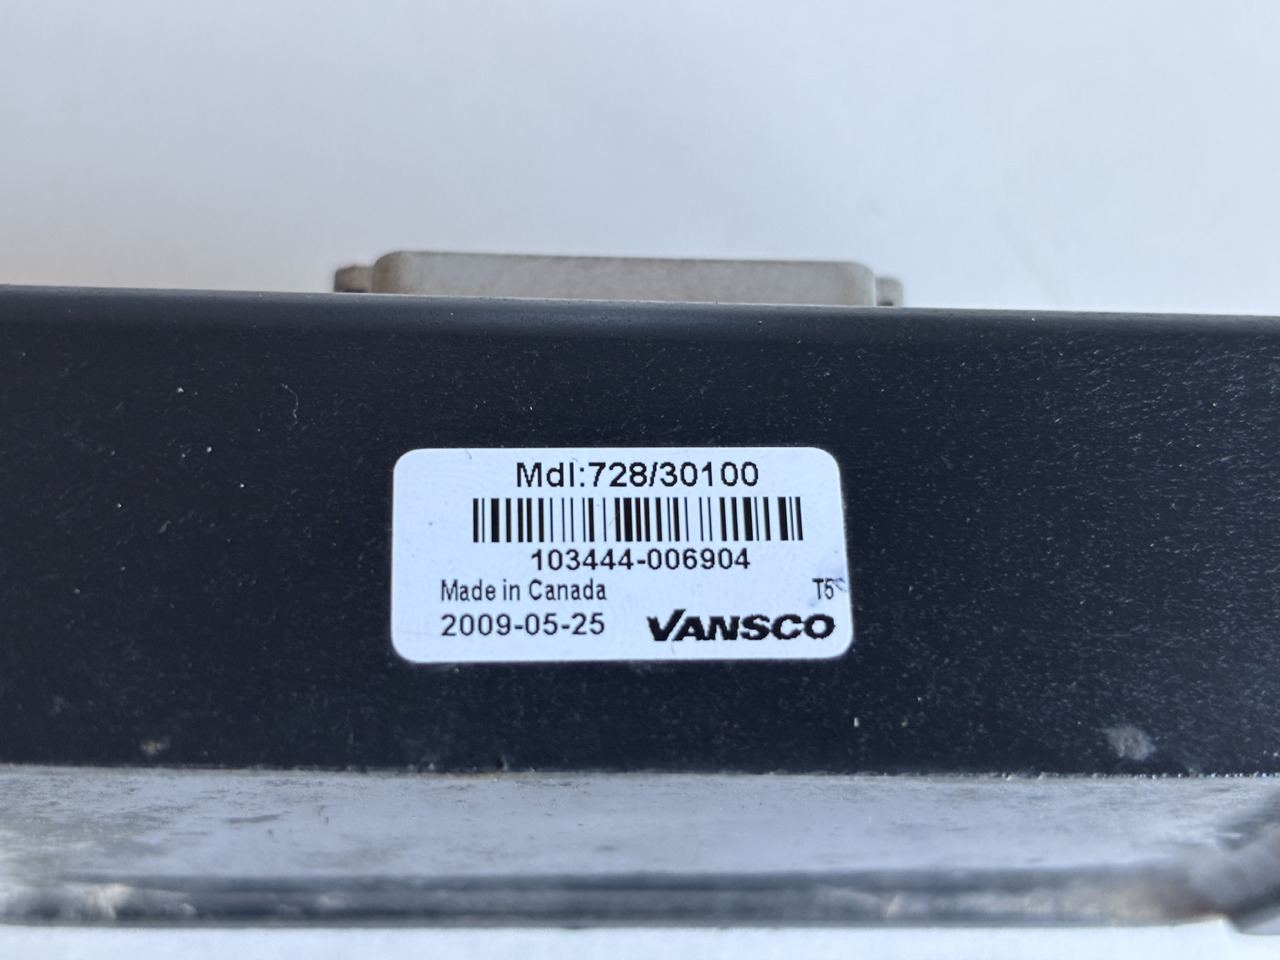 Mdl:728/30100
103444-006904
Made in Canada T5
2009-05-25 VANSCO